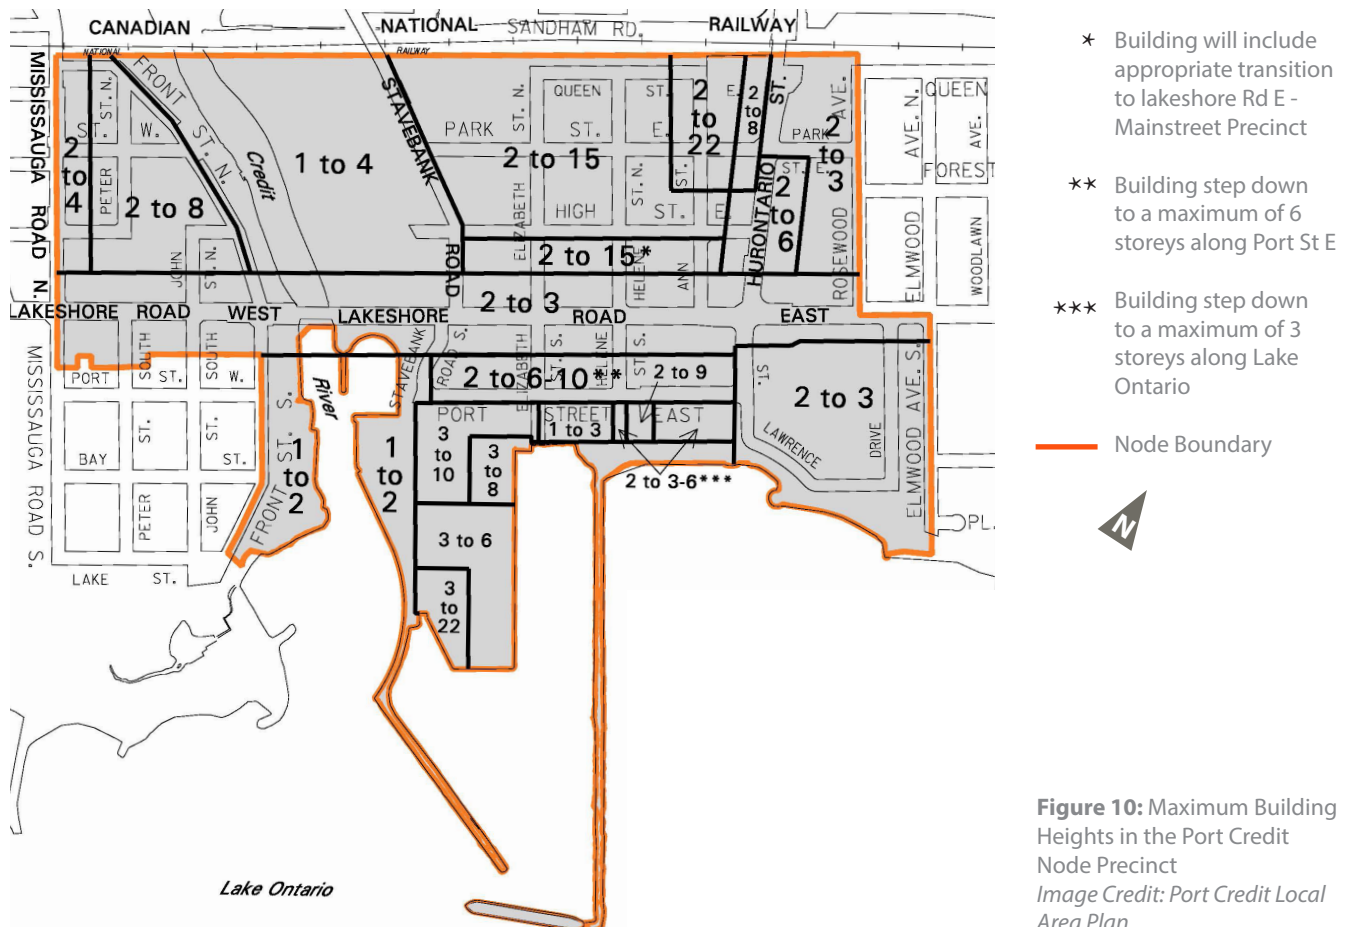 CANADIAN
NATIONAL
SANDHAM RD.
RAILWAY
NATIONAL
RAILWAY
MISSISSAUGA ROAD N.
FRONT ST. N.
STAVEBANK
ROAD
Credit
1 to 4
ST. N.
QUEEN ST. E.
PARK ST. E.
2 to 15
2
to
22
2
to
8
ST.
HURONTARIO
AVE.
PARK
ST. E.
2
to
3
2
to
6
ROSEWOOD
QUEEN
AVE. N.
AVE.
FOREST
ELMWOOD
WOODLAWN
ST. W.
ST. N.
2
to
4
PETER
2 to 8
JOHN
ST. N.
ELIZABETH
HIGH ST. E.
ST. N.
ST.
2 to 15*
HELENE
ANN
2 to 3
LAKESHORE ROAD WEST
LAKESHORE ROAD EAST
MISSISSAUGA ROAD S.
PORT ST. W.
SOUTH
SOUTH
River
STAVEBANK
ROAD S.
ELIZABETH
ST. S.
HELENE
ST. S.
2 to 6-10**
2 to 9
PORT STREET EAST
1 to 3
2 to 3-6***
2 to 3
ST.
LAWRENCE
DRIVE
ELMWOOD AVE. S.
PL.
ST.
ST.
BAY ST.
PETER
JOHN
FRONT ST. S.
LAKE ST.
1
to
2
1
to
2
3
to
10
3
to
8
3 to 6
3
to
22
Lake Ontario
* Building will include
appropriate transition
to lakeshore Rd E -
Mainstreet Precinct
** Building step down
to a maximum of 6
storeys along Port St E
*** Building step down
to a maximum of 3
storeys along Lake
Ontario
Node Boundary
N
Figure 10: Maximum Building
Heights in the Port Credit
Node Precinct
Image Credit: Port Credit Local
Area Plan